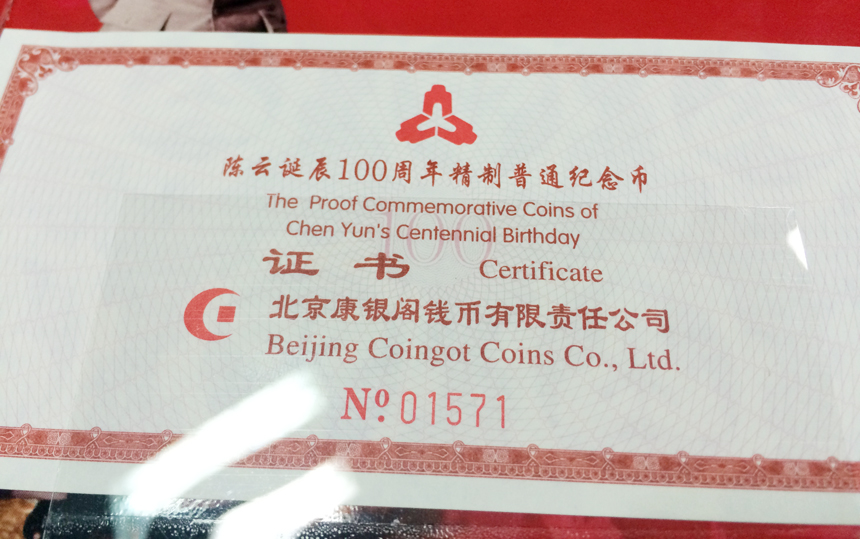 陈云诞辰100周年精制普通纪念币
The Proof Commemorative Coins of
Chen Yun's Centennial Birthday
100
证书 Certificate
北京康银阁钱币有限责任公司
Beijing Coingot Coins Co., Ltd.
Nº 01571